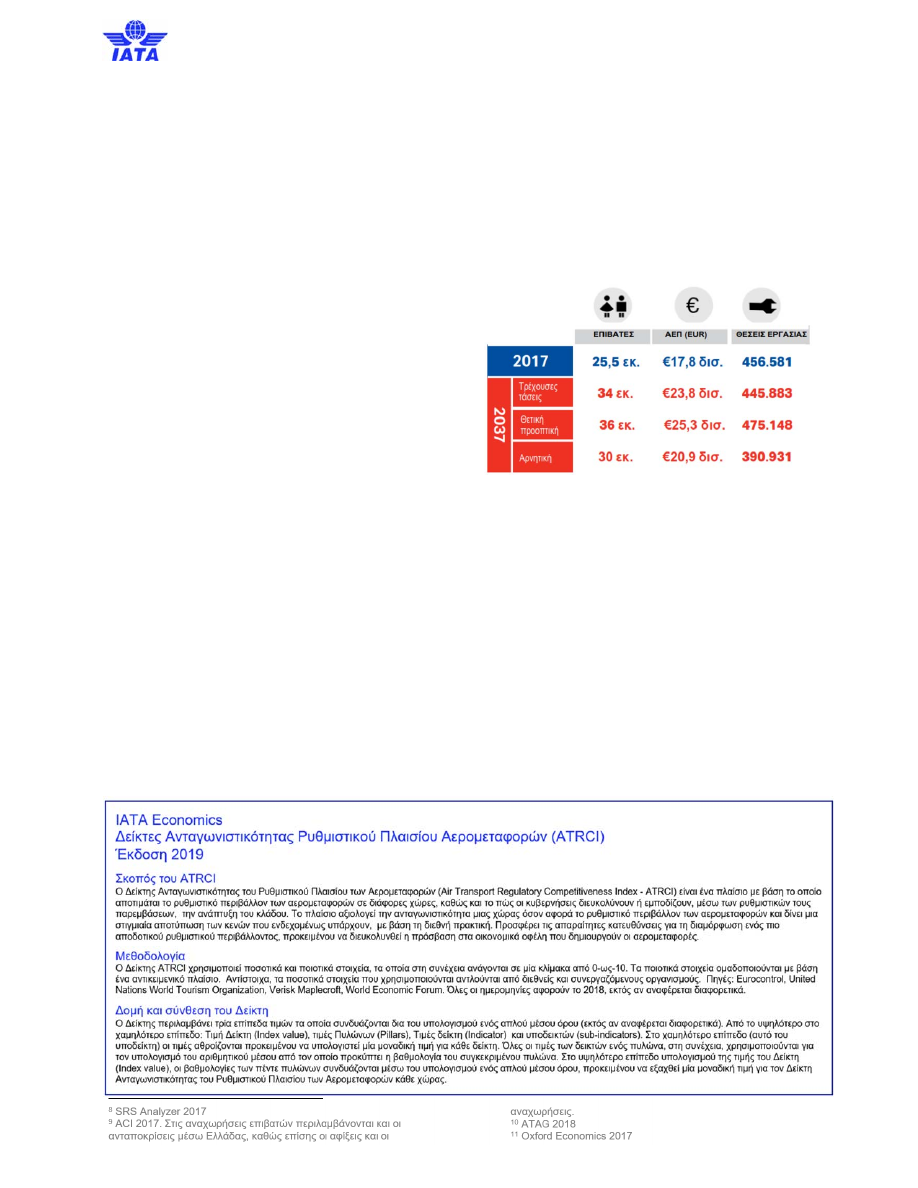 IATA
€
ΕΠΙΒΑΤΕΣ ΑΕΠ (EUR) ΘΕΣΕΙΣ ΕΡΓΑΣΙΑΣ
2017 25,5 εκ. €17,8 δισ. 456.581
2037
Τρέχουσες
τάσεις
34 εκ. €23,8 δισ. 445.883
Θετική
προοπτική
36 εκ. €25,3 δισ. 475.148
Αρνητική 30 εκ. €20,9 δισ. 390.931
IATA Economics
Δείκτες Ανταγωνιστικότητας Ρυθμιστικού Πλαισίου Αερομεταφορών (ATRCI)
Έκδοση 2019
Σκοπός του ATRCI
Ο Δείκτης Ανταγωνιστικότητας του Ρυθμιστικού Πλαισίου των Αερομεταφορών (Air Transport Regulatory Competitiveness Index - ATRCI) είναι ένα πλαίσιο με βάση το οποίο
αποτιμάται το ρυθμιστικό περιβάλλον των αερομεταφορών σε διάφορες χώρες, καθώς και το πώς οι κυβερνήσεις διευκολύνουν ή εμποδίζουν, μέσω των ρυθμιστικών τους
παρεμβάσεων, την ανάπτυξη του κλάδου. Το πλαίσιο αξιολογεί την ανταγωνιστικότητα μιας χώρας όσον αφορά το ρυθμιστικό περιβάλλον των αερομεταφορών και δίνει μια
στιγμιαία αποτύπωση των κενών που ενδεχομένως υπάρχουν, με βάση τη διεθνή πρακτική. Προσφέρει τις απαραίτητες κατευθύνσεις για τη διαμόρφωση ενός πιο
αποδοτικού ρυθμιστικού περιβάλλοντος, προκειμένου να διευκολυνθεί η πρόσβαση στα οικονομικά οφέλη που δημιουργούν οι αερομεταφορές.
Μεθοδολογία
Ο Δείκτης ATRCI χρησιμοποιεί ποσοτικά και ποιοτικά στοιχεία, τα οποία στη συνέχεια ανάγονται σε μία κλίμακα από 0-ως-10. Τα ποιοτικά στοιχεία ομαδοποιούνται με βάση
ένα αντικειμενικό πλαίσιο. Αντίστοιχα, τα ποσοτικά στοιχεία που χρησιμοποιούνται αντλούνται από διεθνείς και συνεργαζόμενους οργανισμούς. Πηγές: Eurocontrol, United
Nations World Tourism Organization, Verisk Maplecroft, World Economic Forum. Όλες οι ημερομηνίες αφορούν το 2018, εκτός αν αναφέρεται διαφορετικά.
Δομή και σύνθεση του Δείκτη
Ο Δείκτης περιλαμβάνει τρία επίπεδα τιμών τα οποία συνδυάζονται δια του υπολογισμού ενός απλού μέσου όρου (εκτός αν αναφέρεται διαφορετικά). Από το υψηλότερο στο
χαμηλότερο επίπεδο: Τιμή Δείκτη (Index value), τιμές Πυλώνων (Pillars), Τιμές δείκτη (Indicator) και υποδεικτών (sub-indicators). Στο χαμηλότερο επίπεδο (αυτό του
υποδείκτη) οι τιμές αθροίζονται προκειμένου να υπολογιστεί μία μοναδική τιμή για κάθε δείκτη. Όλες οι τιμές των δεικτών ενός πυλώνα, στη συνέχεια, χρησιμοποιούνται για
τον υπολογισμό του αριθμητικού μέσου από τον οποίο προκύπτει η βαθμολογία του συγκεκριμένου πυλώνα. Στο υψηλότερο επίπεδο υπολογισμού της τιμής του Δείκτη
(Index value), οι βαθμολογίες των πέντε πυλώνων συνδυάζονται μέσω του υπολογισμού ενός απλού μέσου όρου, προκειμένου να εξαχθεί μία μοναδική τιμή για τον Δείκτη
Ανταγωνιστικότητας του Ρυθμιστικού Πλαισίου των Αερομεταφορών κάθε χώρας.
8 SRS Analyzer 2017
9 ACI 2017. Στις αναχωρήσεις επιβατών περιλαμβάνονται και οι
ανταποκρίσεις μέσω Ελλάδας, καθώς επίσης οι αφίξεις και οι
αναχωρήσεις.
10 ATAG 2018
11 Oxford Economics 2017